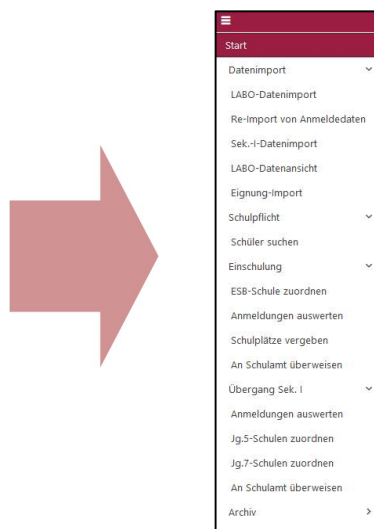 Start
Datenimport
LABO-Datenimport
Re-Import von Anmeldedaten
Sek.-I-Datenimport
LABO-Datenansicht
Eignung-Import
Schulpflicht
Schüler suchen
Einschulung
ESB-Schule zuordnen
Anmeldungen auswerten
Schulplätze vergeben
An Schulamt überweisen
Übergang Sek. I
Anmeldungen auswerten
Jg.5-Schulen zuordnen
Jg.7-Schulen zuordnen
An Schulamt überweisen
Archiv